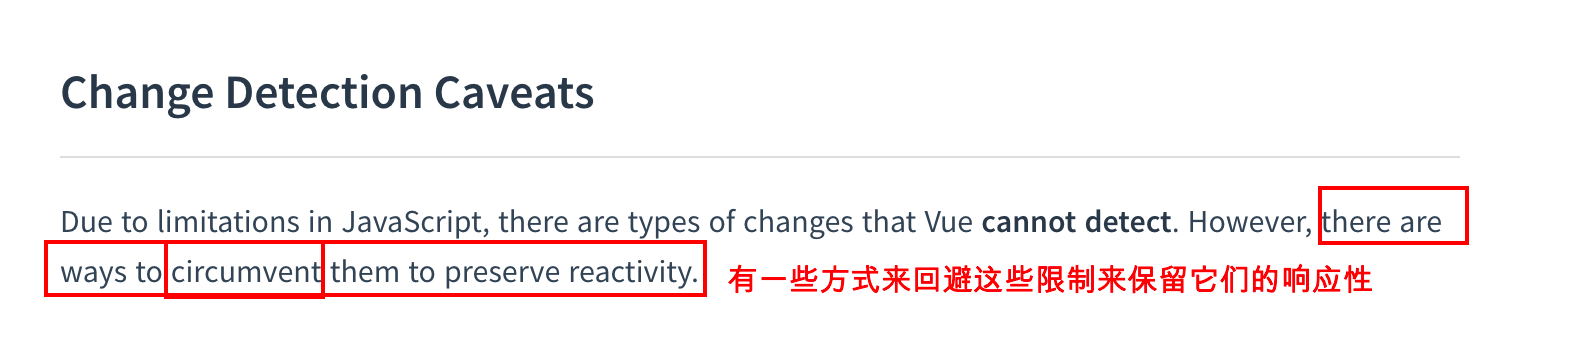 Change Detection Caveats
Due to limitations in JavaScript, there are types of changes that Vue cannot detect. However, there are
ways to circumvent them to preserve reactivity.
有一些方式来回避这些限制来保留它们的响应性